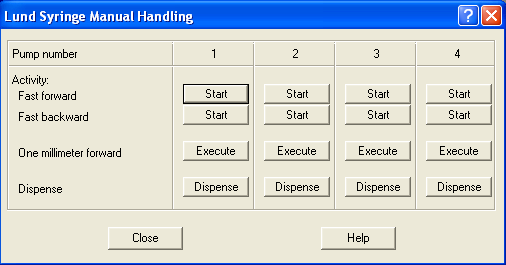 Lund Syringe Manual Handling
Pump number 1 2 3 4
Activity:
Fast forward Start Start Start Start
Fast backward Start Start Start Start
One millimeter forward Execute Execute Execute Execute
Dispense Dispense Dispense Dispense Dispense
Close Help